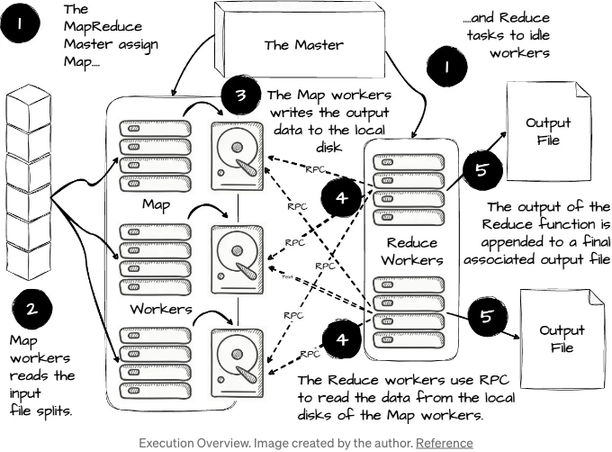 1
The
MapReduce
Master assign
Map....
The Master
....and Reduce
tasks to idle
workers
1
3
The Map workers
writes the output
data to the local
disk
Output
File
RPC
4
5
Map
RPC
The output of the
Reduce function is
appended to a final
associated output file
RPC
Reduce
Workers
RPC
Text
2
Workers
RPC
4
5
Output
File
RPC
Map
workers
reads the
input
file splits.
The Reduce workers use RPC
to read the data from the local
disks of the Map workers.
Execution Overview. Image created by the author. Reference